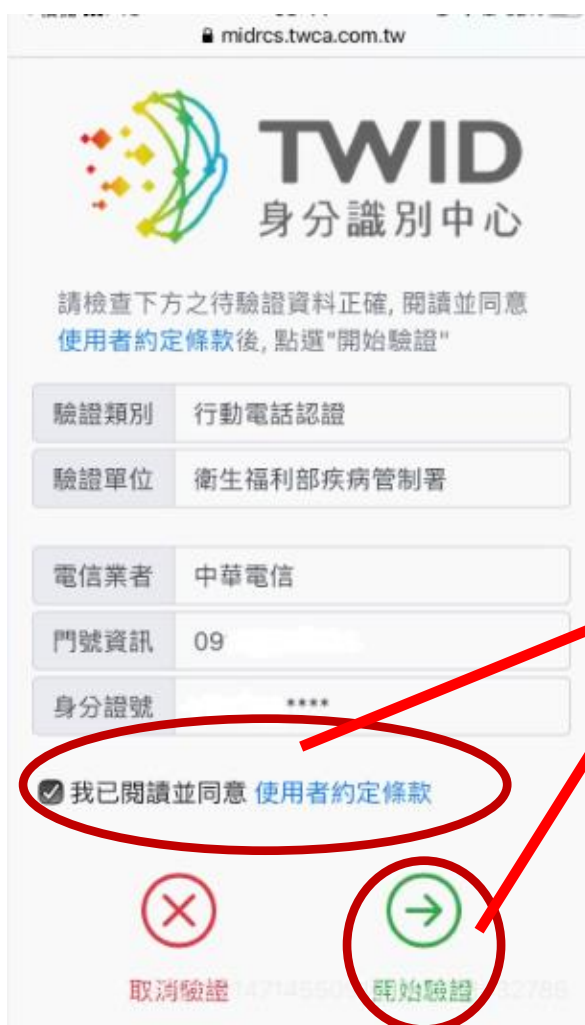 midrcs.twca.com.tw
TWID
身分識別中心
請檢查下方之待驗證資料正確, 閱讀並同意
使用者約定條款後, 點選"開始驗證"
驗證類別 行動電話認證
驗證單位 衛生福利部疾病管制署
電信業者 中華電信
門號資訊 09
身分證號 ****
我已閱讀並同意 使用者約定條款
取消驗證 開始驗證